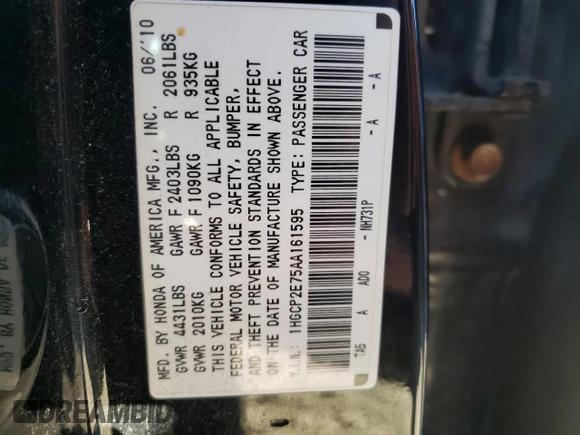 MFD. BY HONDA OF AMERICA MFG., INC. 06/'10
GVWR 4431LBS GAWR F 2403LBS R 2061LBS
GVWR 2010KG GAWR F 1090KG R 935KG
THIS VEHICLE CONFORMS TO ALL APPLICABLE
FEDERAL MOTOR VEHICLE SAFETY, BUMPER,
AND THEFT PREVENTION STANDARDS IN EFFECT
ON THE DATE OF MANUFACTURE SHOWN ABOVE.
V.I.N.: 1HGCP2E75AA161595 TYPE: PASSENGER CAR
TA5 A AD0 - NH731P - A - A
DREAMBID